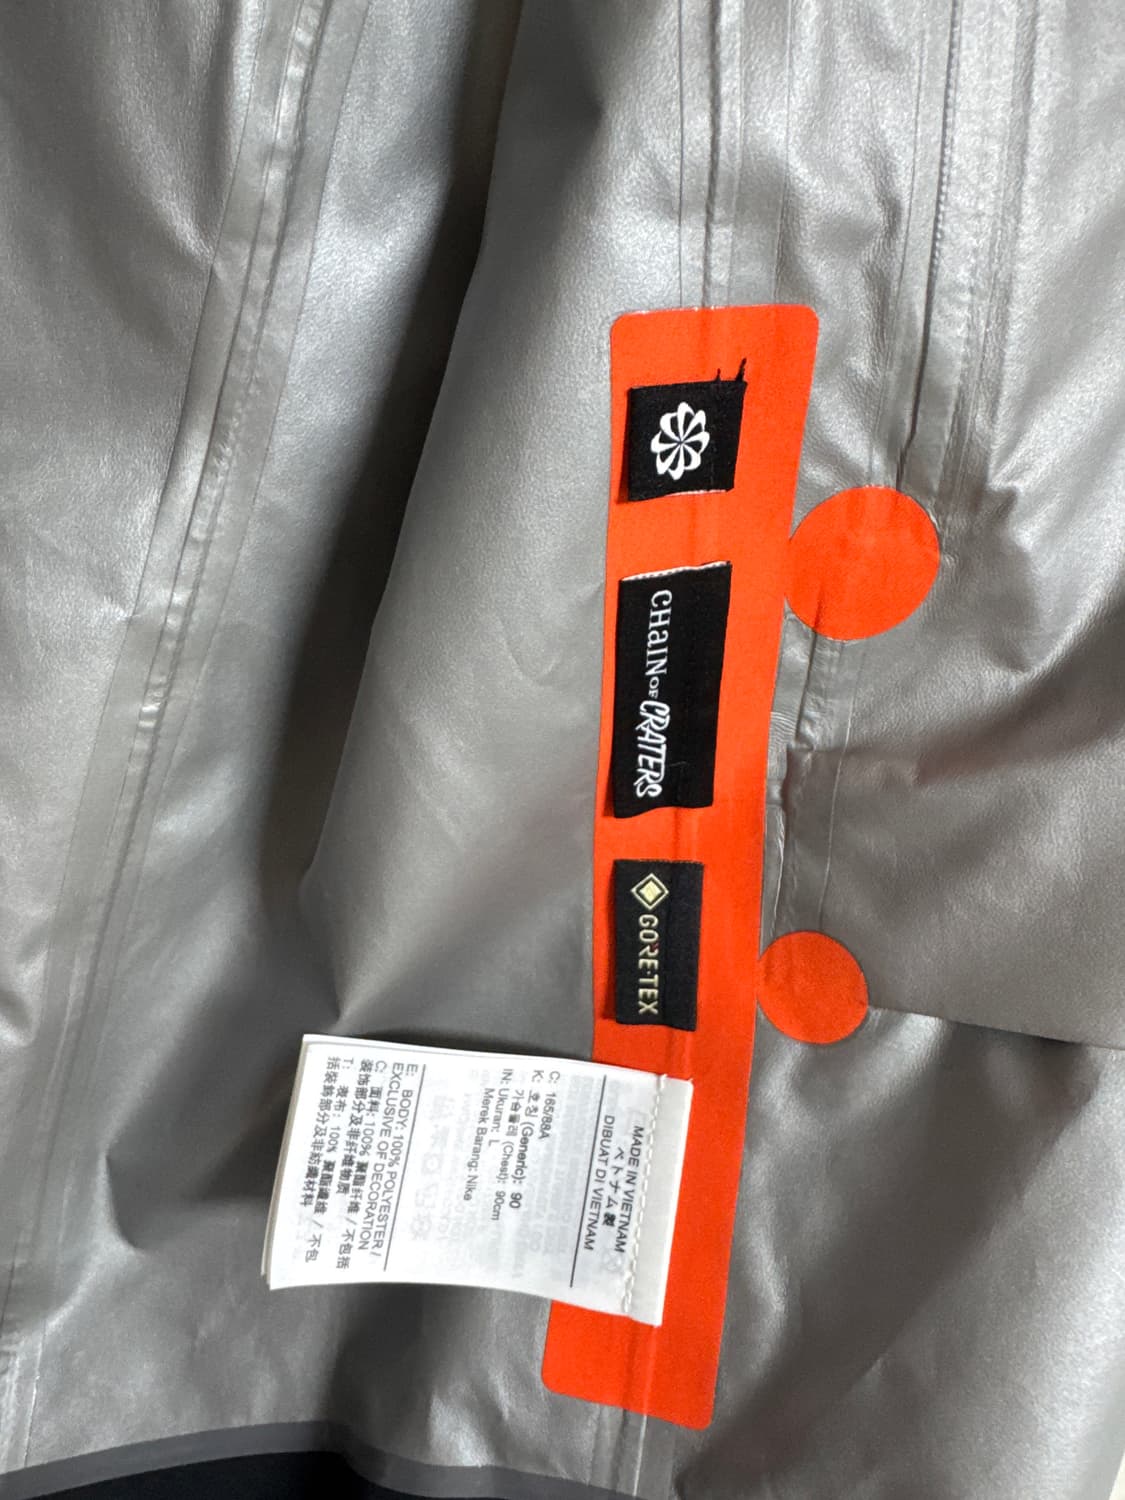 CHaIN OF CRATERS
GORE-TEX
MADE IN VIETNAM
ベトナム製
DIBUAT DI VIETNAM
C: 165/88A
K: 호칭 (Generic): 90
가슴둘레 (Chest): 90cm
IN: Ukuran: L
Merek Barang: Nike
E: BODY: 100% POLYESTER /
EXCLUSIVE OF DECORATION
C: 面料: 100% 聚酯纤维 / 不包括
装饰部分及非纤维物质
T: 表布: 100% 聚酯纖維 / 不包
括裝飾部分及非紡織材料